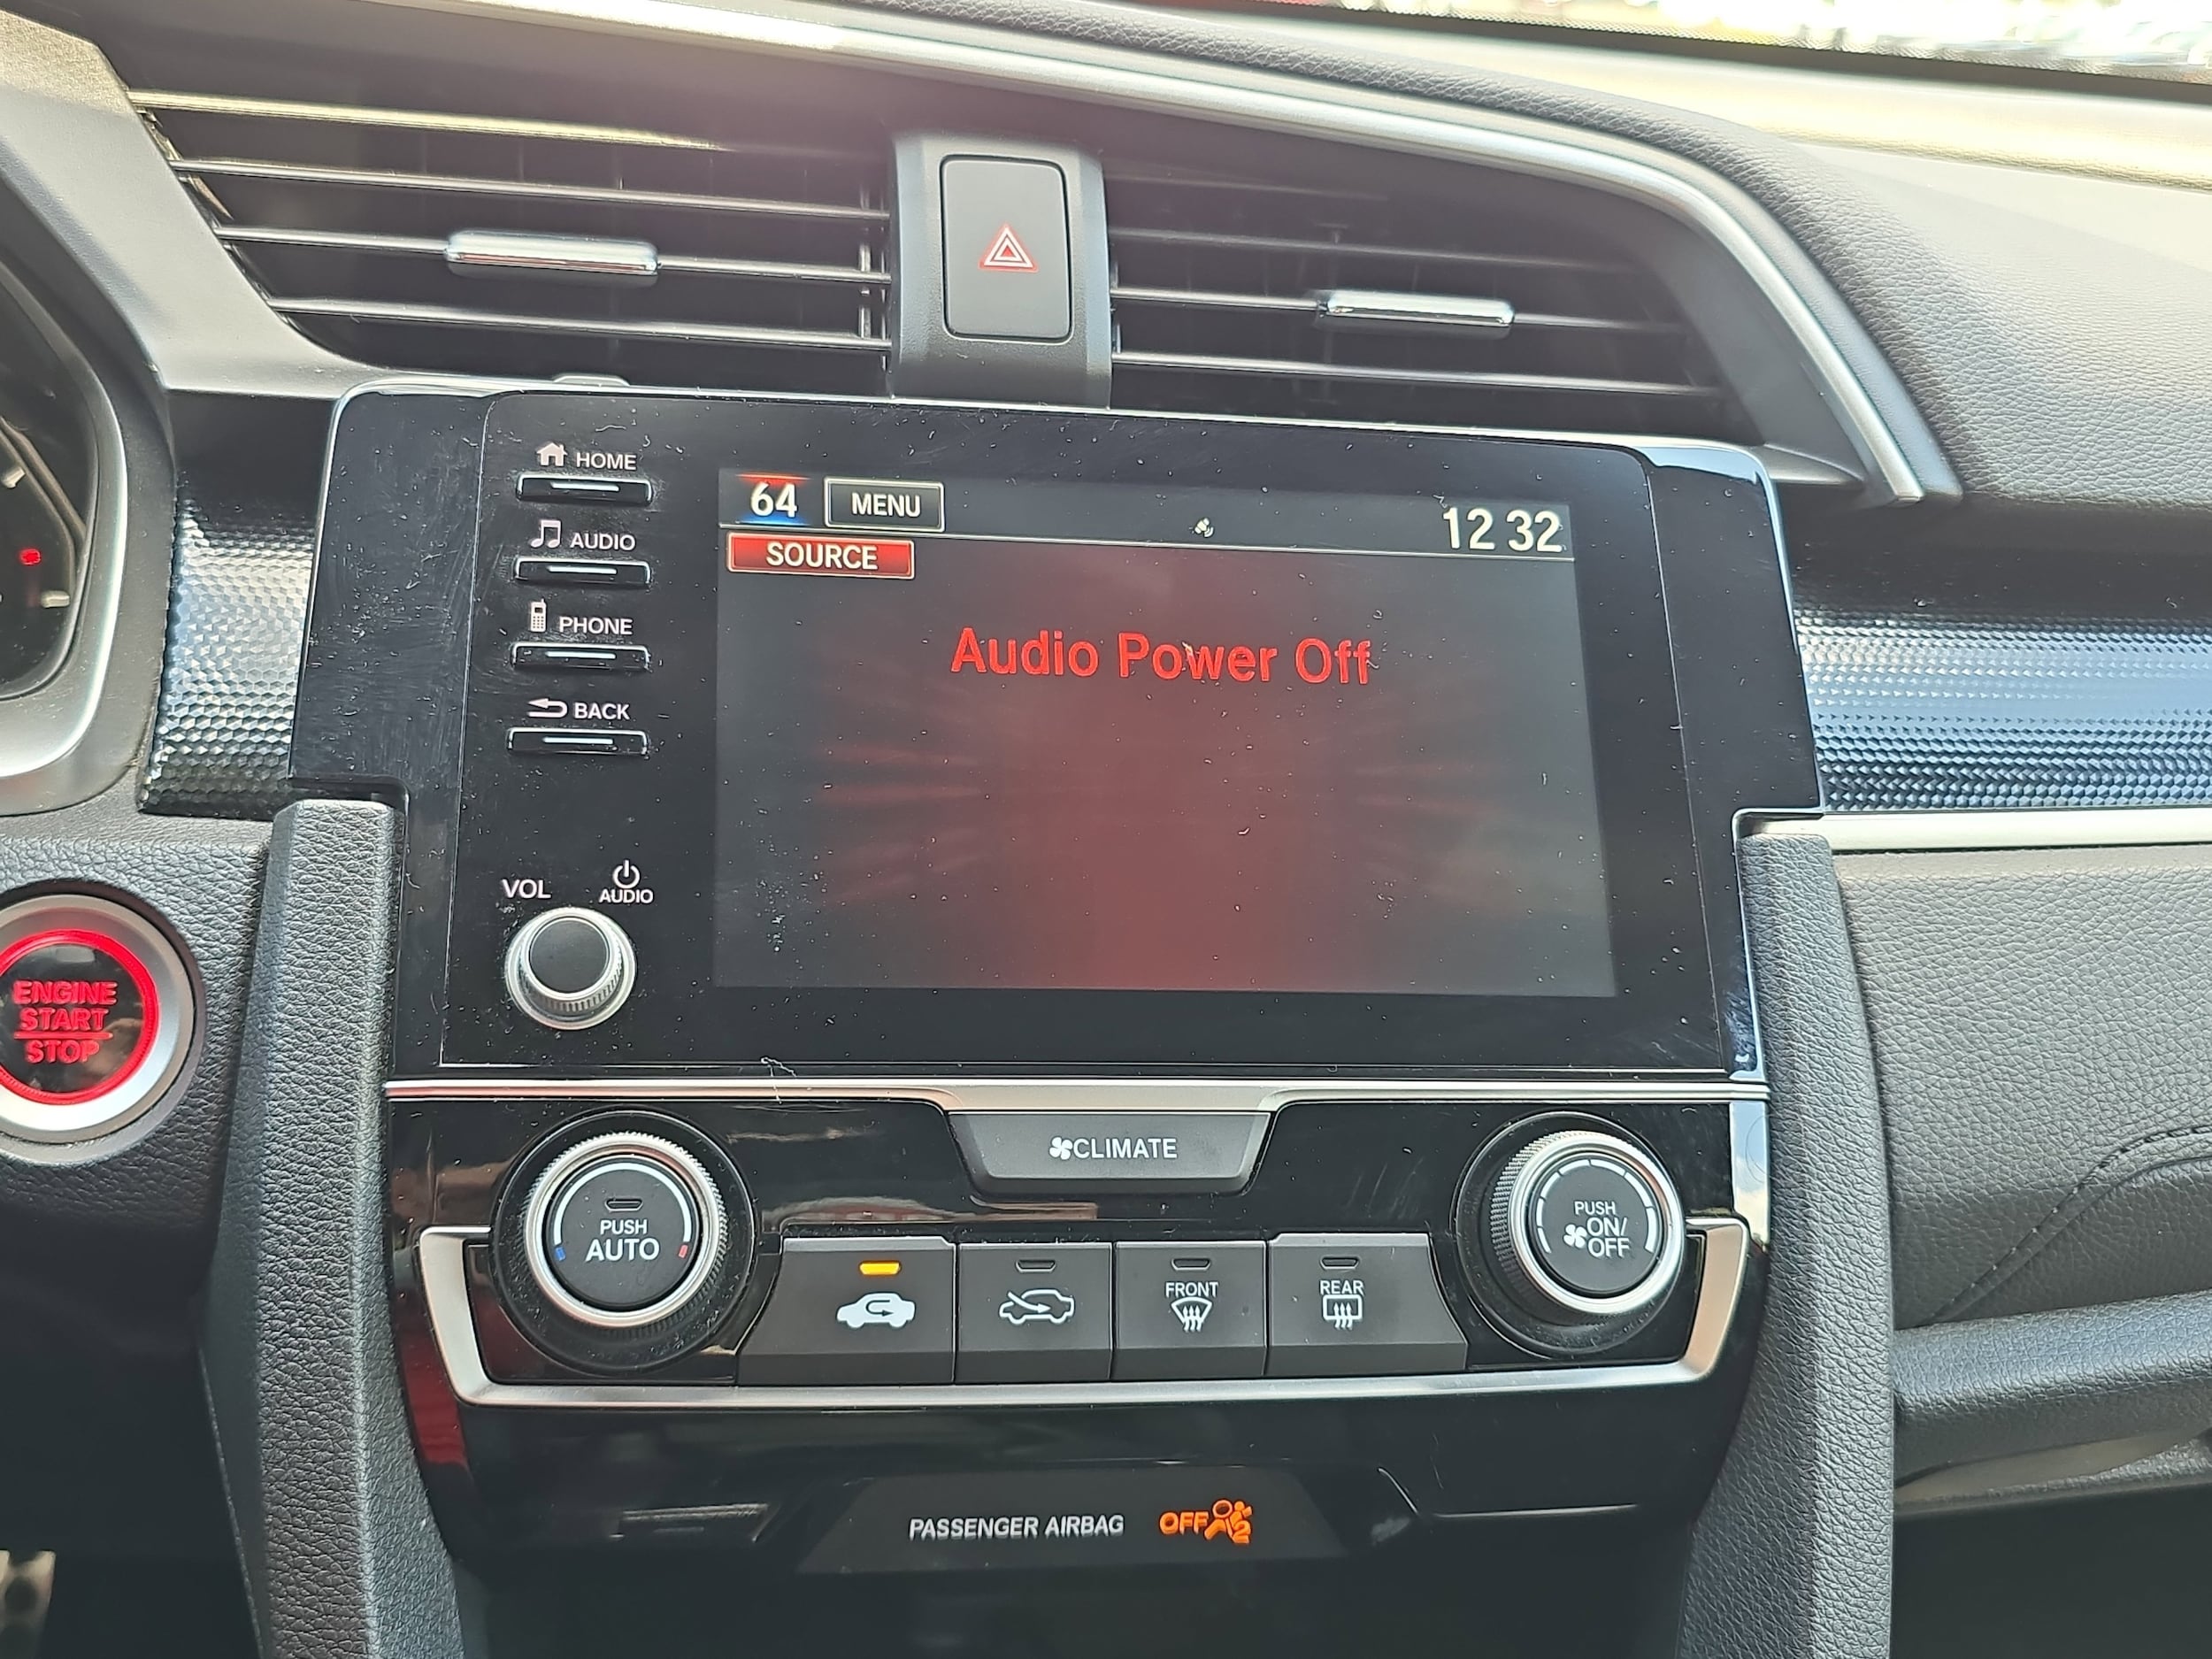 HOME
64 MENU 12 32
AUDIO
SOURCE
PHONE
Audio Power Off
BACK
VOL AUDIO
ENGINE
START
STOP
CLIMATE
PUSH
AUTO
PUSH
ON/
OFF
FRONT
REAR
PASSENGER AIRBAG OFF 2